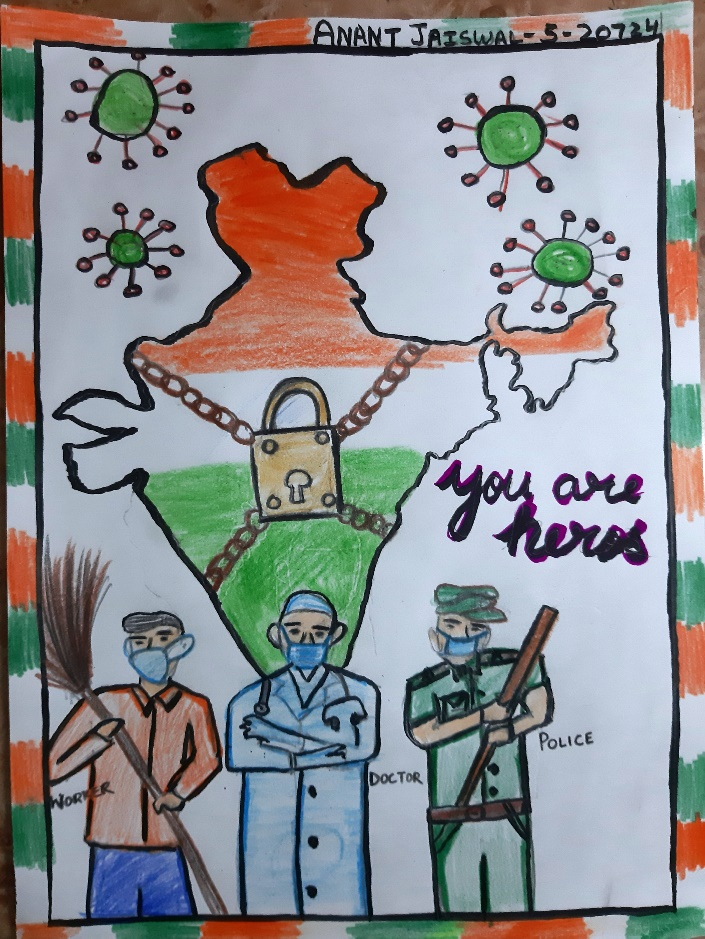 ANANT JAISWAL-5-20724
you are
heros
WORKER
DOCTOR
POLICE